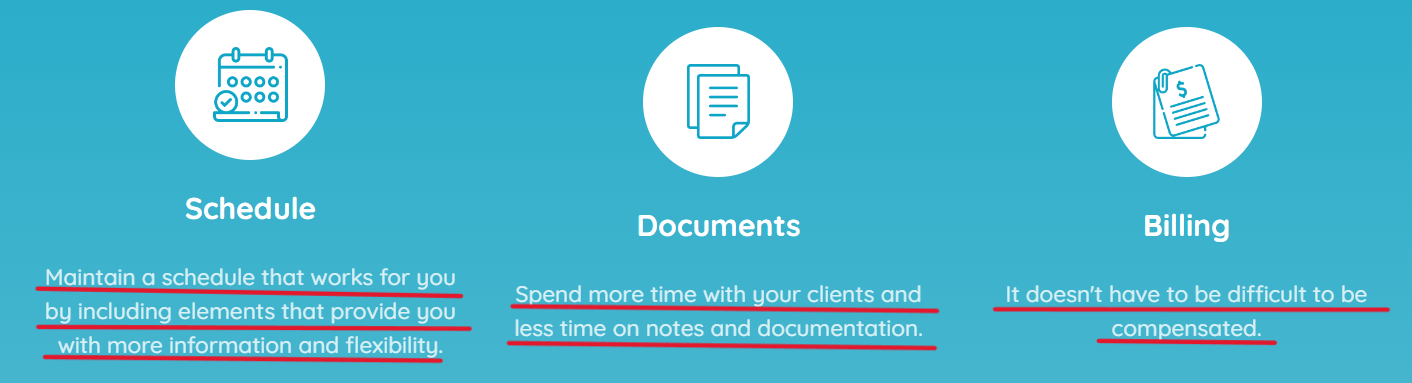 Schedule
Maintain a schedule that works for you
by including elements that provide you
with more information and flexibility.
Documents
Spend more time with your clients and
less time on notes and documentation.
$
Billing
It doesn't have to be difficult to be
compensated.